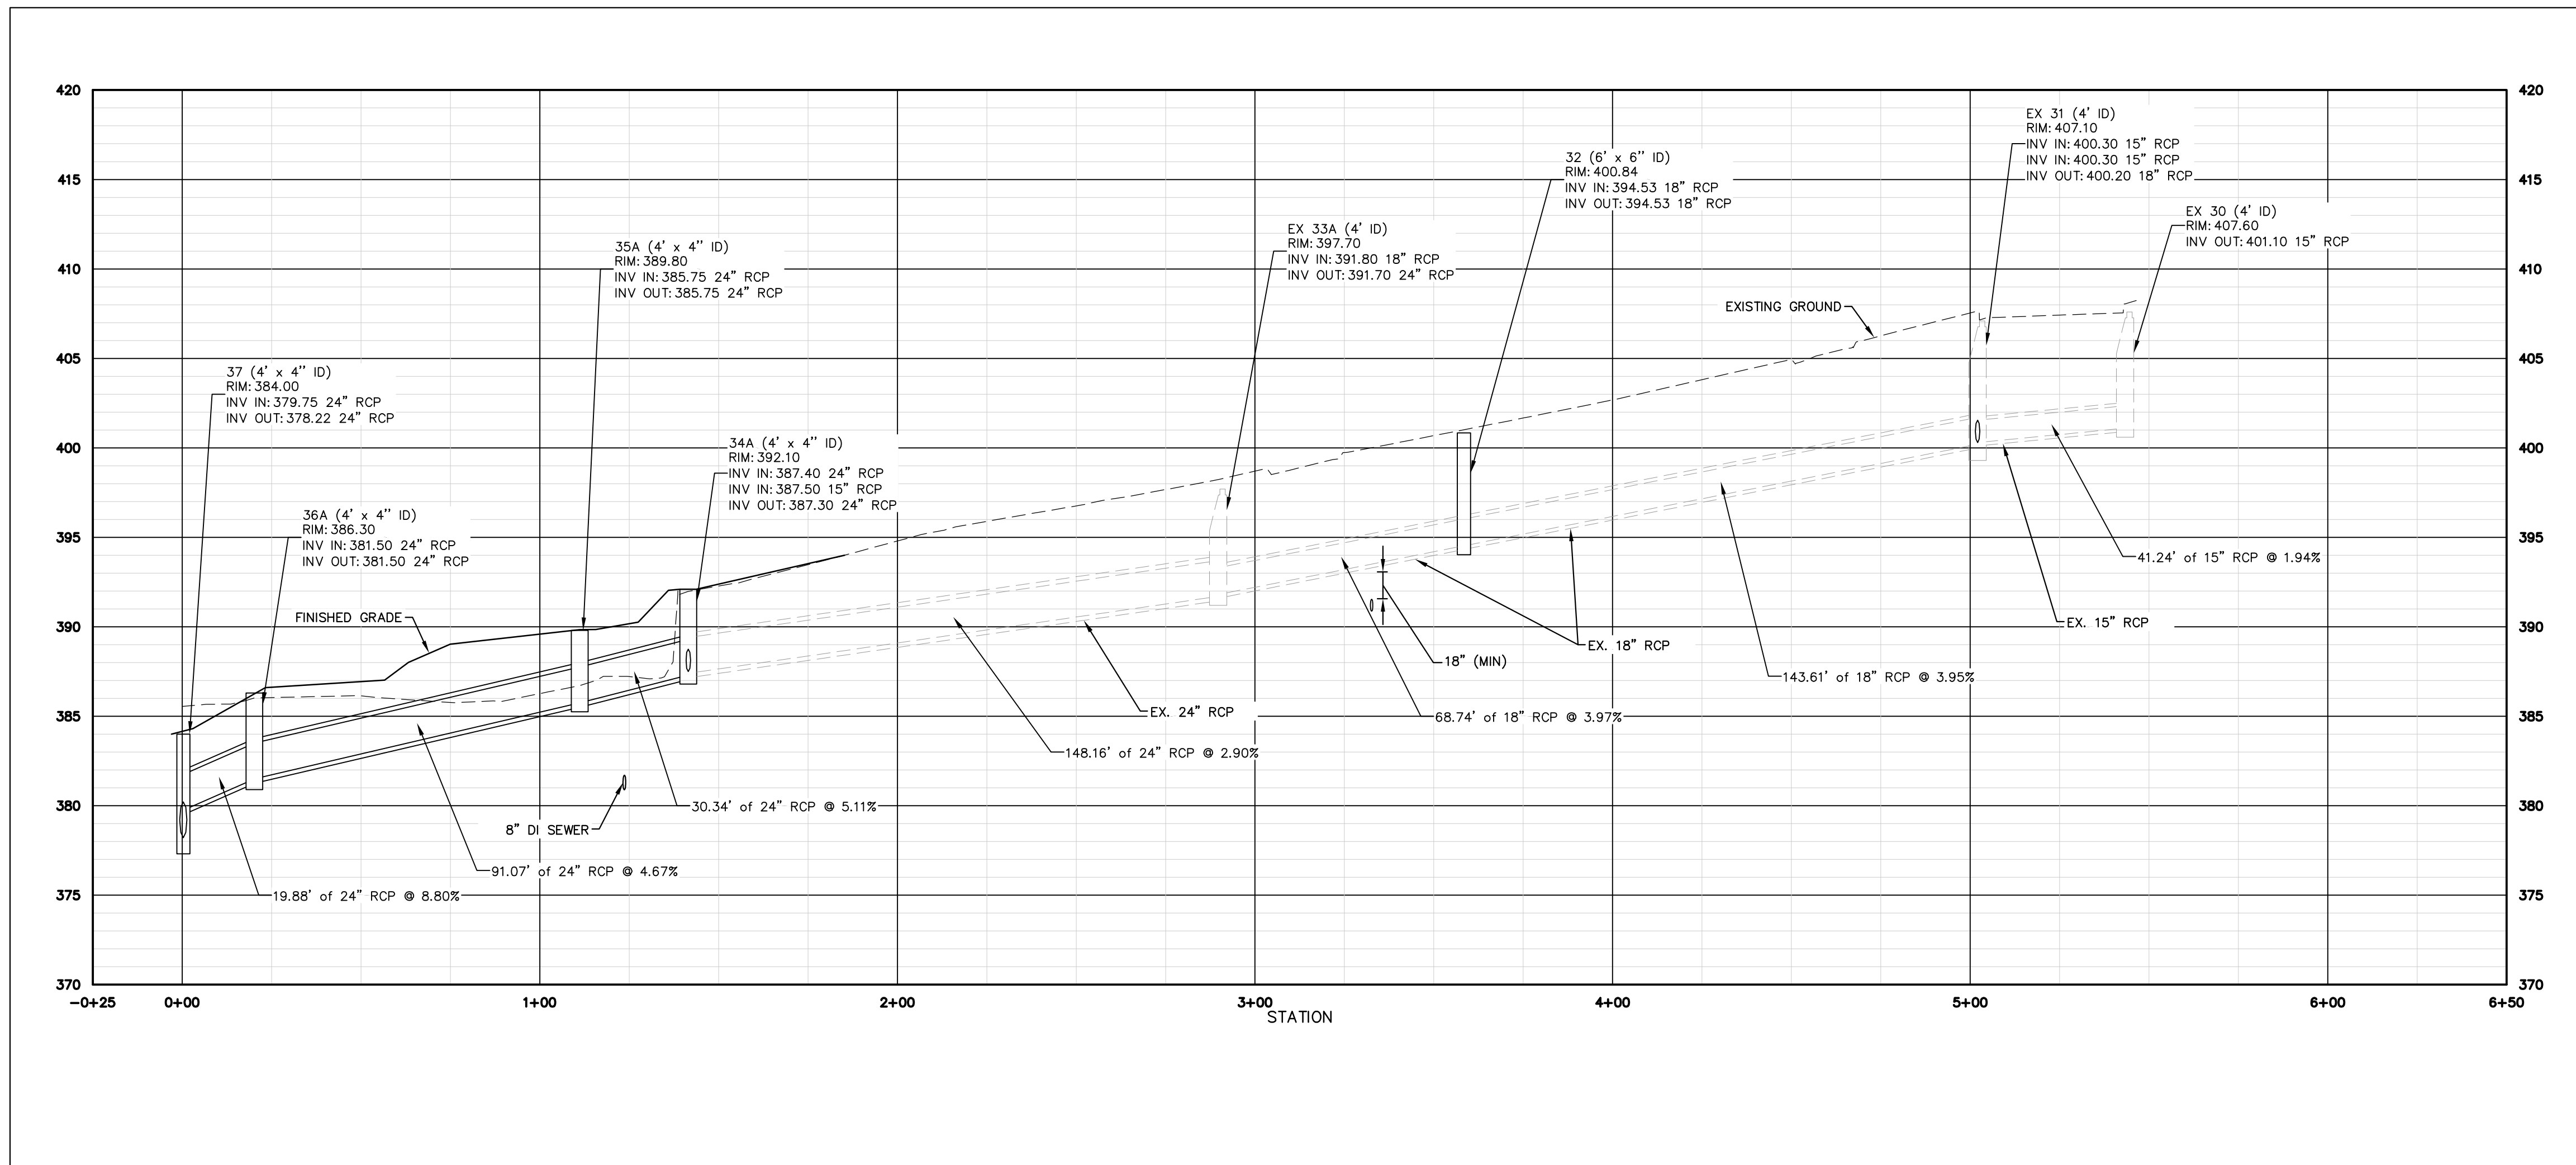 420
415
410
405
400
395
390
385
380
375
370
420
415
410
405
400
395
390
385
380
375
370
-0+25
0+00
1+00
2+00
3+00
4+00
5+00
6+00
6+50
STATION
37 (4' x 4'' ID)
RIM: 384.00
INV IN: 379.75 24" RCP
INV OUT: 378.22 24" RCP
36A (4' x 4'' ID)
RIM: 386.30
INV IN: 381.50 24" RCP
INV OUT: 381.50 24" RCP
35A (4' x 4'' ID)
RIM: 389.80
INV IN: 385.75 24" RCP
INV OUT: 385.75 24" RCP
34A (4' x 4'' ID)
RIM: 392.10
INV IN: 387.40 24" RCP
INV IN: 387.50 15" RCP
INV OUT: 387.30 24" RCP
EX 33A (4' ID)
RIM: 397.70
INV IN: 391.80 18" RCP
INV OUT: 391.70 24" RCP
32 (6' x 6'' ID)
RIM: 400.84
INV IN: 394.53 18" RCP
INV OUT: 394.53 18" RCP
EX 31 (4' ID)
RIM: 407.10
INV IN: 400.30 15" RCP
INV IN: 400.30 15" RCP
INV OUT: 400.20 18" RCP
EX 30 (4' ID)
RIM: 407.60
INV OUT: 401.10 15" RCP
EXISTING GROUND
FINISHED GRADE
8" DI SEWER
19.88' of 24" RCP @ 8.80%
91.07' of 24" RCP @ 4.67%
30.34' of 24" RCP @ 5.11%
148.16' of 24" RCP @ 2.90%
EX. 24" RCP
18" (MIN)
68.74' of 18" RCP @ 3.97%
EX. 18" RCP
143.61' of 18" RCP @ 3.95%
EX. 15" RCP
41.24' of 15" RCP @ 1.94%